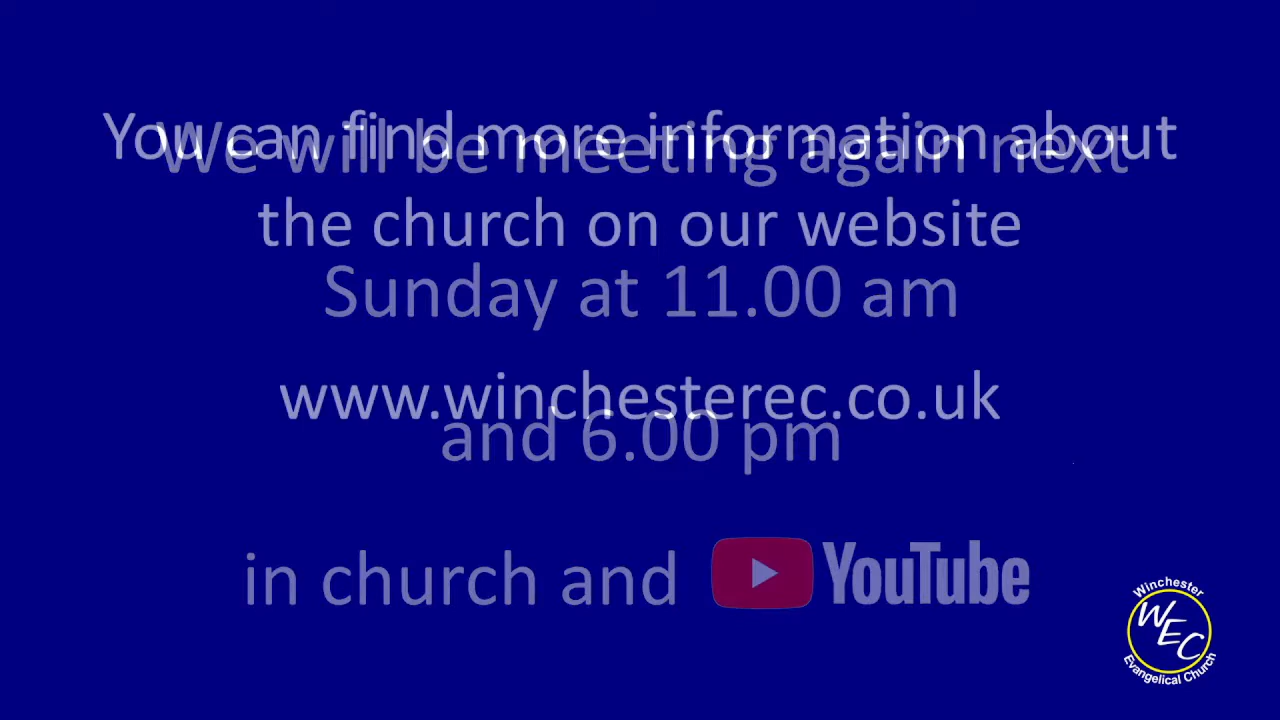 You can find more information about
the church on our website
www.winchesterec.co.uk
We will be meeting again next
Sunday at 11.00 am
and 6.00 pm
in church and YouTube
Winchester
WEC
Evangelical Church